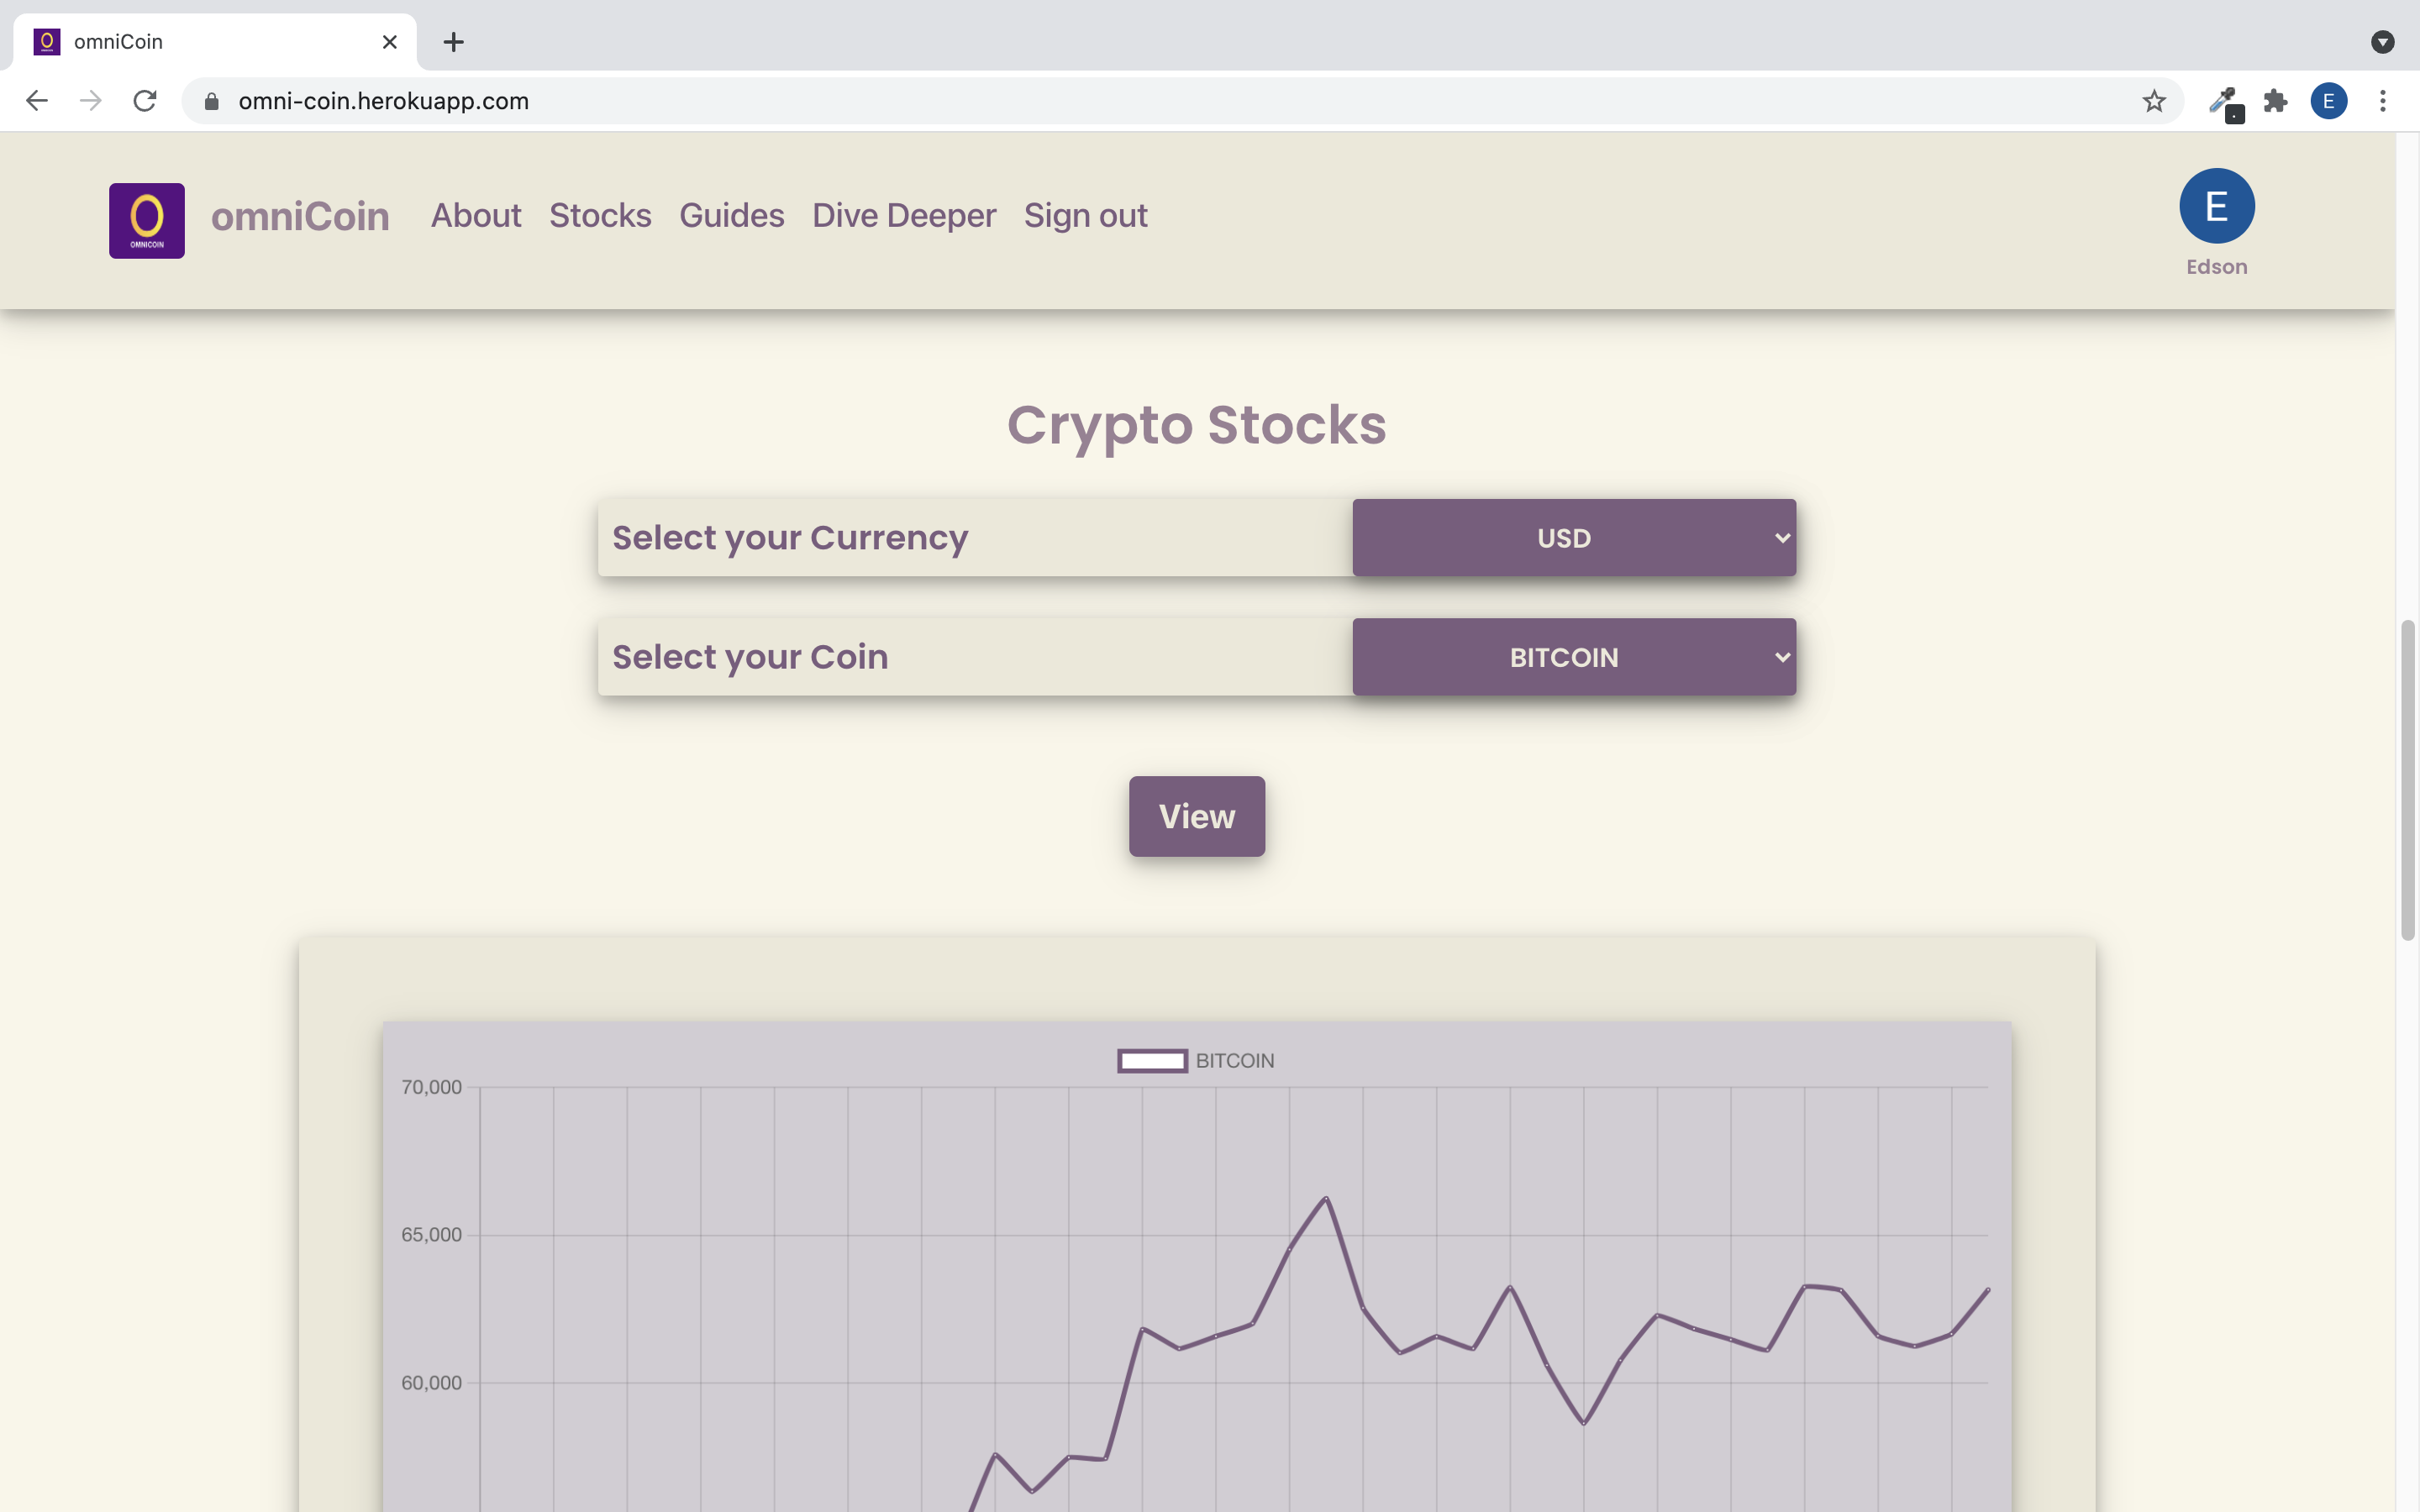 omniCoin
omni-coin.herokuapp.com
E
OMNICOIN
omniCoin About Stocks Guides Dive Deeper Sign out
E
Edson
Crypto Stocks
Select your Currency USD
Select your Coin BITCOIN
View
BITCOIN
70,000
65,000
60,000